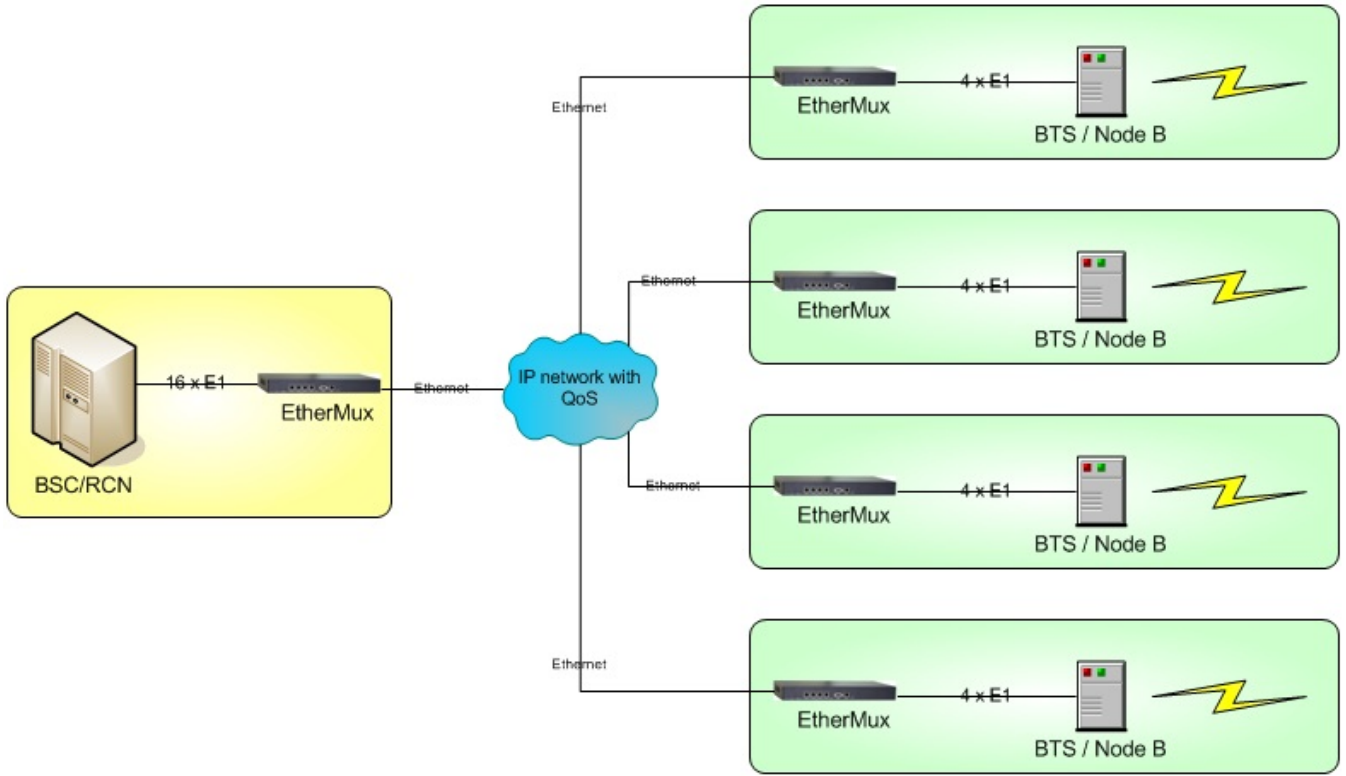 Ethernet
4 x E1
EtherMux
BTS / Node B
Ethernet
4 x E1
EtherMux
BTS / Node B
16 x E1
EtherMux
BSC/RCN
Ethernet
IP network with
QoS
Ethernet
4 x E1
EtherMux
BTS / Node B
Ethernet
4 x E1
EtherMux
BTS / Node B